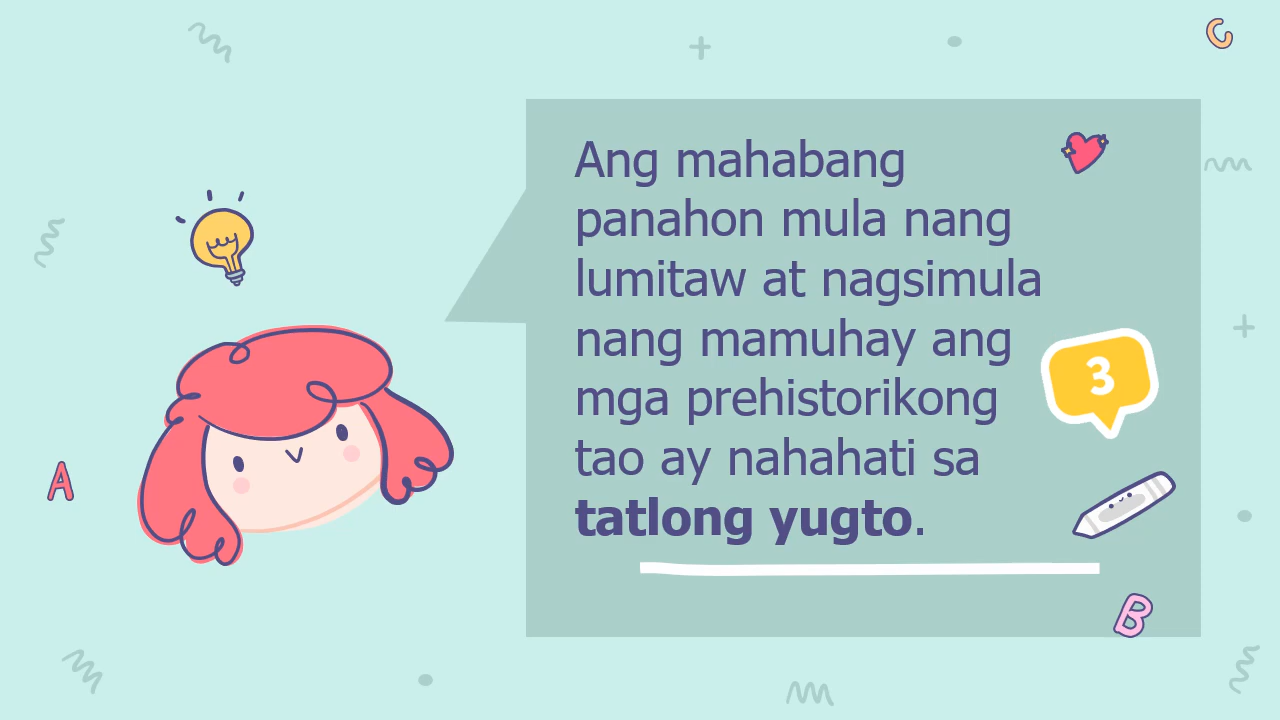 C
Ang mahabang
panahon mula nang
lumitaw at nagsimula
nang mamuhay ang
mga prehistorikong
tao ay nahahati sa
tatlong yugto.
3
A
B